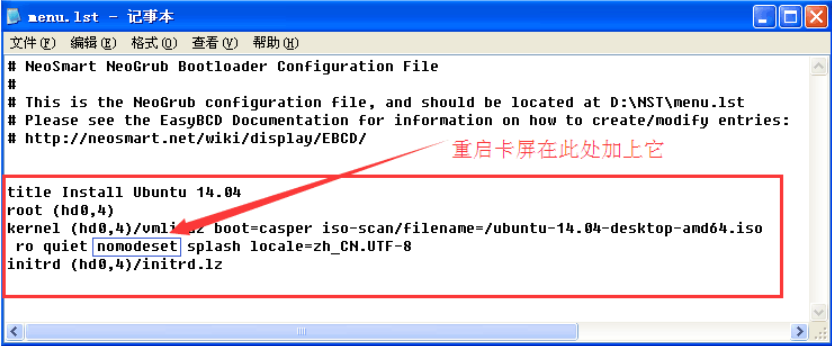 menu.lst - 记事本
文件(F) 编辑(E) 格式(O) 查看(V) 帮助(H)
# NeoSmart NeoGrub Bootloader Configuration File
#
# This is the NeoGrub configuration file, and should be located at D:\NST\menu.lst
# Please see the EasyBCD Documentation for information on how to create/modify entries:
# http://neosmart.net/wiki/display/EBCD/
重启卡屏在此处加上它
title Install Ubuntu 14.04
root (hd0,4)
kernel (hd0,4)/vmlinuz boot=casper iso-scan/filename=/ubuntu-14.04-desktop-amd64.iso
ro quiet nomodeset splash locale=zh_CN.UTF-8
initrd (hd0,4)/initrd.lz